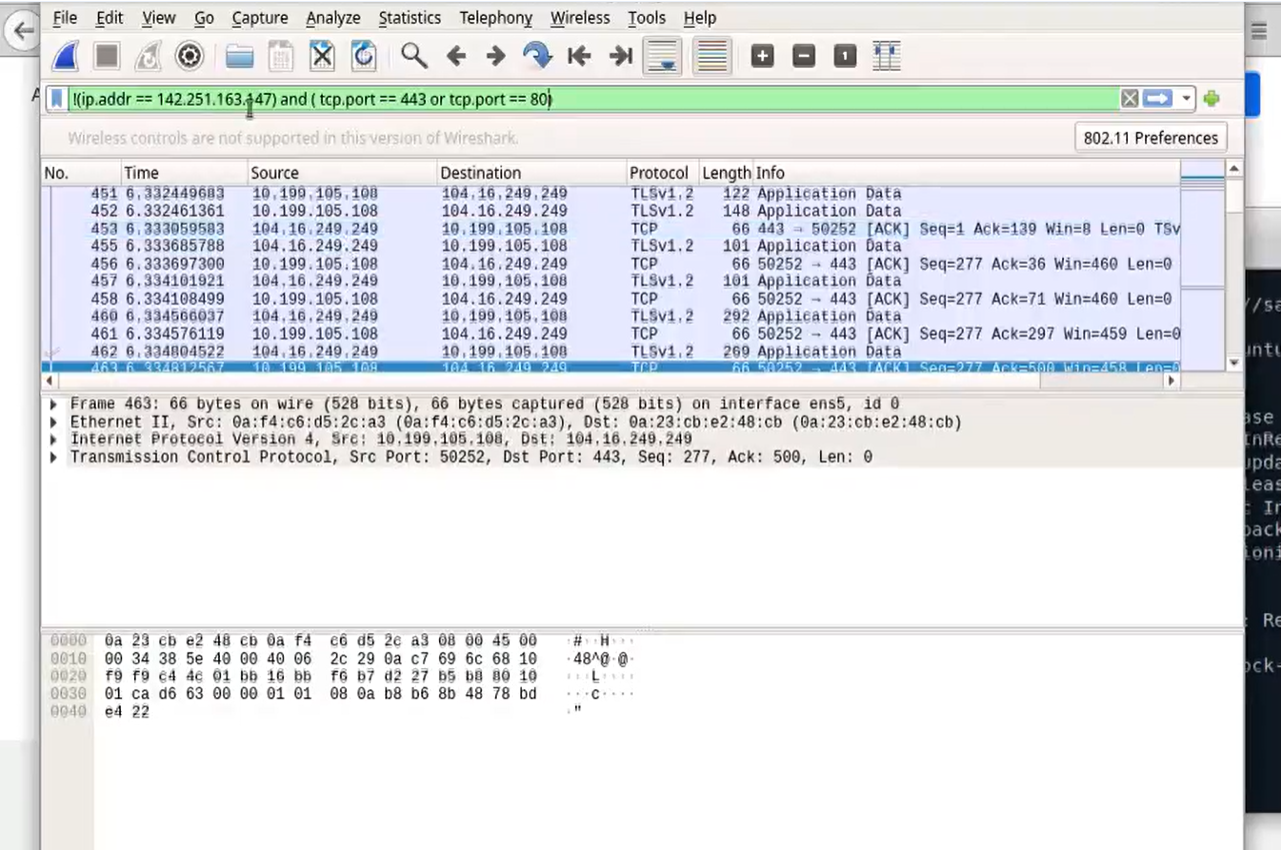 File Edit View Go Capture Analyze Statistics Telephony Wireless Tools Help
!(ip.addr == 142.251.163.147) and ( tcp.port == 443 or tcp.port == 80)
Wireless controls are not supported in this version of Wireshark. 802.11 Preferences
No. Time Source Destination Protocol Length Info
451 6.332449683 10.199.105.108 104.16.249.249 TLSv1.2 122 Application Data
452 6.332461361 10.199.105.108 104.16.249.249 TLSv1.2 148 Application Data
453 6.333059583 104.16.249.249 10.199.105.108 TCP 66 443 → 50252 [ACK] Seq=1 Ack=139 Win=8 Len=0 TSv
455 6.333685788 104.16.249.249 10.199.105.108 TLSv1.2 101 Application Data
456 6.333697300 10.199.105.108 104.16.249.249 TCP 66 50252 → 443 [ACK] Seq=277 Ack=36 Win=460 Len=0
457 6.334101921 104.16.249.249 10.199.105.108 TLSv1.2 101 Application Data
458 6.334108499 10.199.105.108 104.16.249.249 TCP 66 50252 → 443 [ACK] Seq=277 Ack=71 Win=460 Len=0
460 6.334566037 104.16.249.249 10.199.105.108 TLSv1.2 292 Application Data
461 6.334576119 10.199.105.108 104.16.249.249 TCP 66 50252 → 443 [ACK] Seq=277 Ack=297 Win=459 Len=0
462 6.334804522 104.16.249.249 10.199.105.108 TLSv1.2 269 Application Data
463 6.334812567 10.199.105.108 104.16.249.249 TCP 66 50252 → 443 [ACK] Seq=277 Ack=500 Win=458 Len=0
Frame 463: 66 bytes on wire (528 bits), 66 bytes captured (528 bits) on interface ens5, id 0
Ethernet II, Src: 0a:f4:c6:d5:2c:a3 (0a:f4:c6:d5:2c:a3), Dst: 0a:23:cb:e2:48:cb (0a:23:cb:e2:48:cb)
Internet Protocol Version 4, Src: 10.199.105.108, Dst: 104.16.249.249
Transmission Control Protocol, Src Port: 50252, Dst Port: 443, Seq: 277, Ack: 500, Len: 0
0000 0a 23 cb e2 48 cb 0a f4 c6 d5 2c a3 08 00 45 00 ·#··H···
0010 00 34 38 5e 40 00 40 06 2c 29 0a c7 69 6c 68 10 ·48^@·@·
0020 f9 f9 c4 4c 01 bb 16 bb f6 b7 d2 27 b5 b8 80 10 ···L····
0030 01 ca d6 63 00 00 01 01 08 0a b8 b6 8b 48 78 bd ···c····
0040 e4 22 ·"